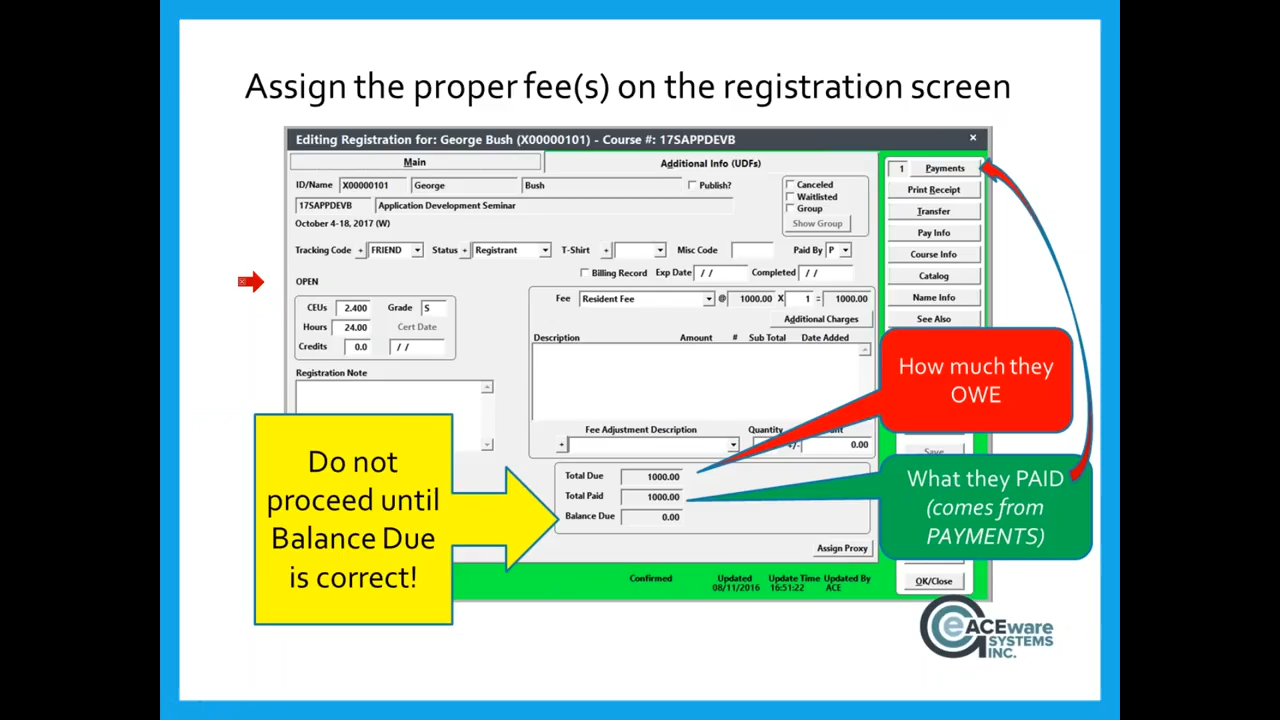 Assign the proper fee(s) on the registration screen
Editing Registration for: George Bush (X00000101) - Course #: 17SAPPDEVB
×
Main
Additional Info (UDFs)
1 Payments
ID/Name X00000101 George Bush Publish?
Canceled
Waitlisted
Group
Show Group
Print Receipt
17SAPPDEVB Application Development Seminar
Transfer
October 4-18, 2017 (W)
Pay Info
Tracking Code + FRIEND Status + Registrant T-Shirt + Misc Code Paid By P
Course Info
Billing Record Exp Date / / Completed / /
Catalog
OPEN
Fee Resident Fee @ 1000.00 X 1 = 1000.00
Name Info
CEUs 2.400 Grade S
Additional Charges
See Also
Hours 24.00 Cert Date
Credits 0.0 / /
Description Amount # Sub Total Date Added
Registration Note
How much they
OWE
Fee Adjustment Description Quantity
+ +/- 0.00
Save
Do not
proceed until
Balance Due
is correct!
Total Due 1000.00
Total Paid 1000.00
Balance Due 0.00
What they PAID
(comes from
PAYMENTS)
Assign Proxy
Confirmed
Updated
08/11/2016
Update Time
16:51:22
Updated By
ACE
OK/Close
eACEware
SYSTEMS
INC.